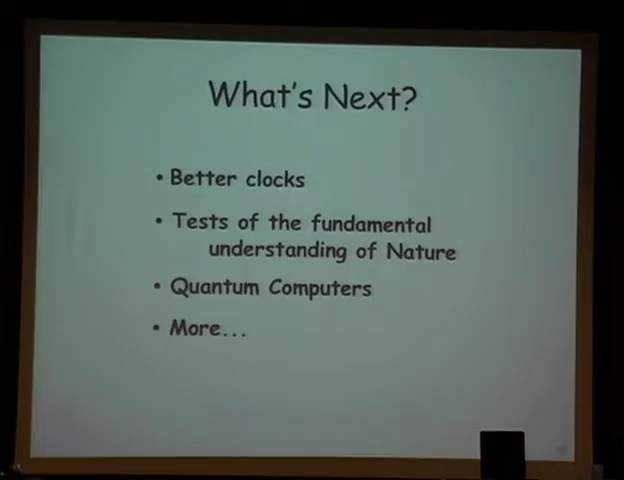 What's Next?
• Better clocks
• Tests of the fundamental
understanding of Nature
• Quantum Computers
• More...